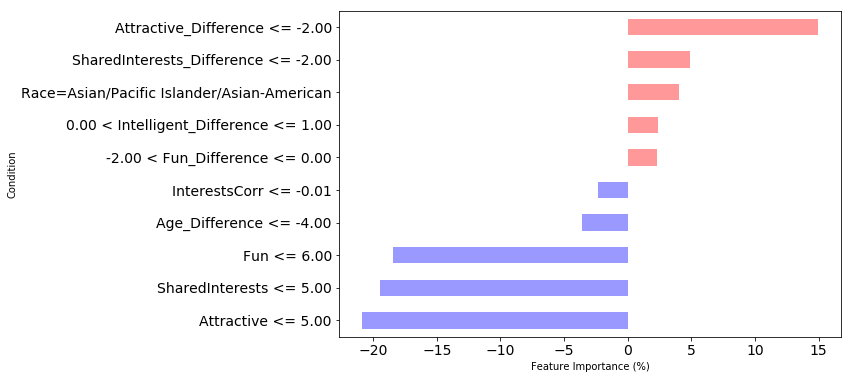 Attractive_Difference <= -2.00
SharedInterests_Difference <= -2.00
Race=Asian/Pacific Islander/Asian-American
0.00 < Intelligent_Difference <= 1.00
-2.00 < Fun_Difference <= 0.00
InterestsCorr <= -0.01
Age_Difference <= -4.00
Fun <= 6.00
SharedInterests <= 5.00
Attractive <= 5.00
Condition
−20 −15 −10 −5 0 5 10 15
Feature Importance (%)